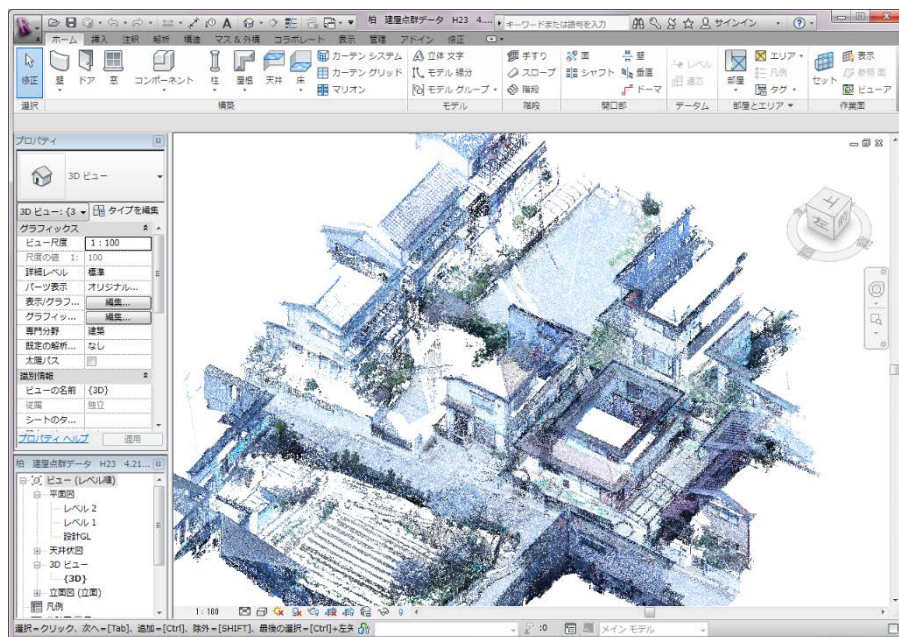 柏 建屋点群データ H23 4....
キーワードまたは語句を入力
サインイン
ホーム 挿入 注釈 解析 構造 マス & 外構 コラボレート 表示 管理 アドイン 修正
修正
壁 ドア 窓 コンポーネント 柱 屋根 天井 床
カーテン システム
カーテン グリッド
マリオン
立体 文字
モデル 線分
モデル グループ
手すり
スロープ
階段
面 壁
シャフト 垂直
ドーマ
レベル
通芯
部屋
エリア
凡例
タグ
セット
表示
参照 面
ビューア
選択 構築 モデル 階段 開口部 データム 部屋とエリア 作業面
プロパティ
3D ビュー
3D ビュー: {3 タイプを編集
グラフィックス
ビュー尺度 1 : 100
尺度の値 1: 100
詳細レベル 標準
パーツ表示 オリジナル...
表示/グラフ... 編集...
グラフィッ... 編集...
専門分野 建築
既定の解析... なし
太陽パス
識別情報
ビューの名前 {3D}
従属 独立
シートのタ...
プロパティ ヘルプ 適用
柏 建屋点群データ H23 4.21...
ビュー (レベル順)
平面図
レベル 2
レベル 1
設計GL
天井伏図
3D ビュー
{3D}
立面図 (立面)
凡例
上
左
前
1 : 100
選択=クリック、次へ=[Tab]、追加=[Ctrl]、除外=[SHIFT]、最後の選択=[Ctrl]+左矢
:0
メイン モデル